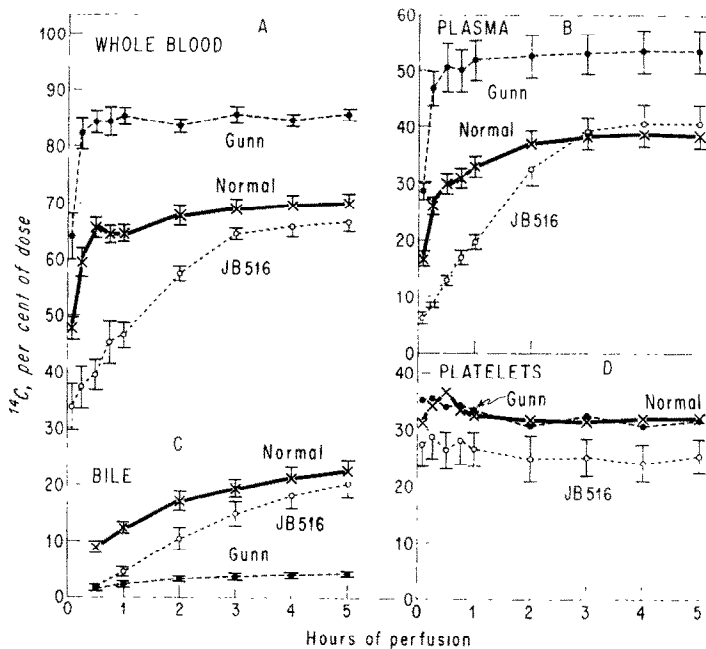 A
WHOLE BLOOD
103
100
90
80
70
60
50
40
30
Gunn
Normal
JB516
14C, per cent of dose
B
PLASMA
60
50
40
30
20
10
0
Gunn
Normal
JB516
C
BILE
20
10
0
Normal
JB516
Gunn
0 1 2 3 4 5
D
PLATELETS
40
30
20
0
Gunn
Normal
JB516
0 1 2 3 4 5
Hours of perfusion